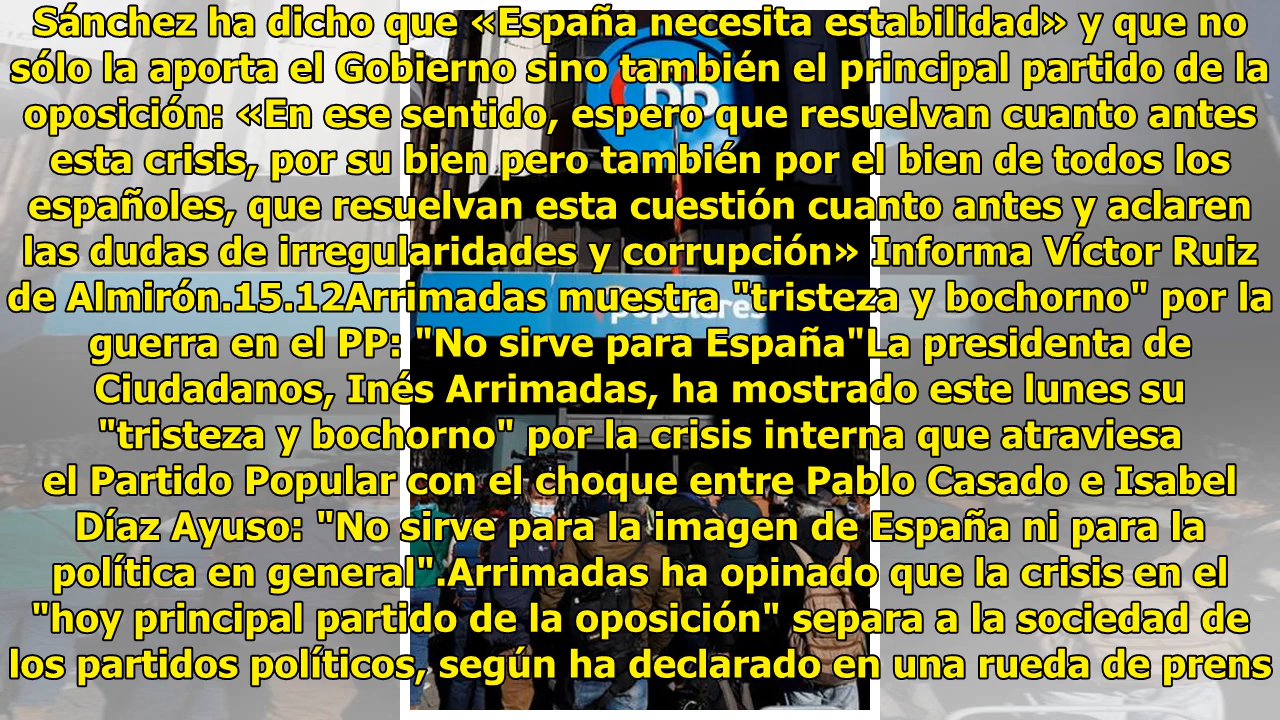 Sánchez ha dicho que «España necesita estabilidad» y que no
sólo la aporta el Gobierno sino también el principal partido de la
oposición: «En ese sentido, espero que resuelvan cuanto antes
esta crisis, por su bien pero también por el bien de todos los
españoles, que resuelvan esta cuestión cuanto antes y aclaren
las dudas de irregularidades y corrupción» Informa Víctor Ruiz
de Almirón.15.12Arrimadas muestra "tristeza y bochorno" por la
guerra en el PP: "No sirve para España"La presidenta de
Ciudadanos, Inés Arrimadas, ha mostrado este lunes su
"tristeza y bochorno" por la crisis interna que atraviesa
el Partido Popular con el choque entre Pablo Casado e Isabel
Díaz Ayuso: "No sirve para la imagen de España ni para la
política en general".Arrimadas ha opinado que la crisis en el
"hoy principal partido de la oposición" separa a la sociedad de
los partidos políticos, según ha declarado en una rueda de prens
PP
populares